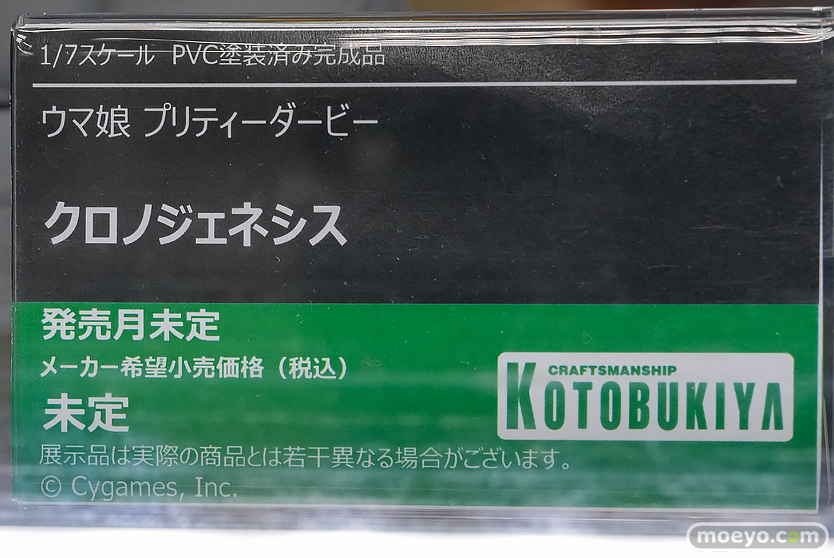 1/7スケール PVC塗装済み完成品
ウマ娘 プリティーダービー
クロノジェネシス
発売月未定
メーカー希望小売価格（税込）
未定
CRAFTSMANSHIP
KOTOBUKIYA
展示品は実際の商品とは若干異なる場合がございます。
© Cygames, Inc.
moeyo.com